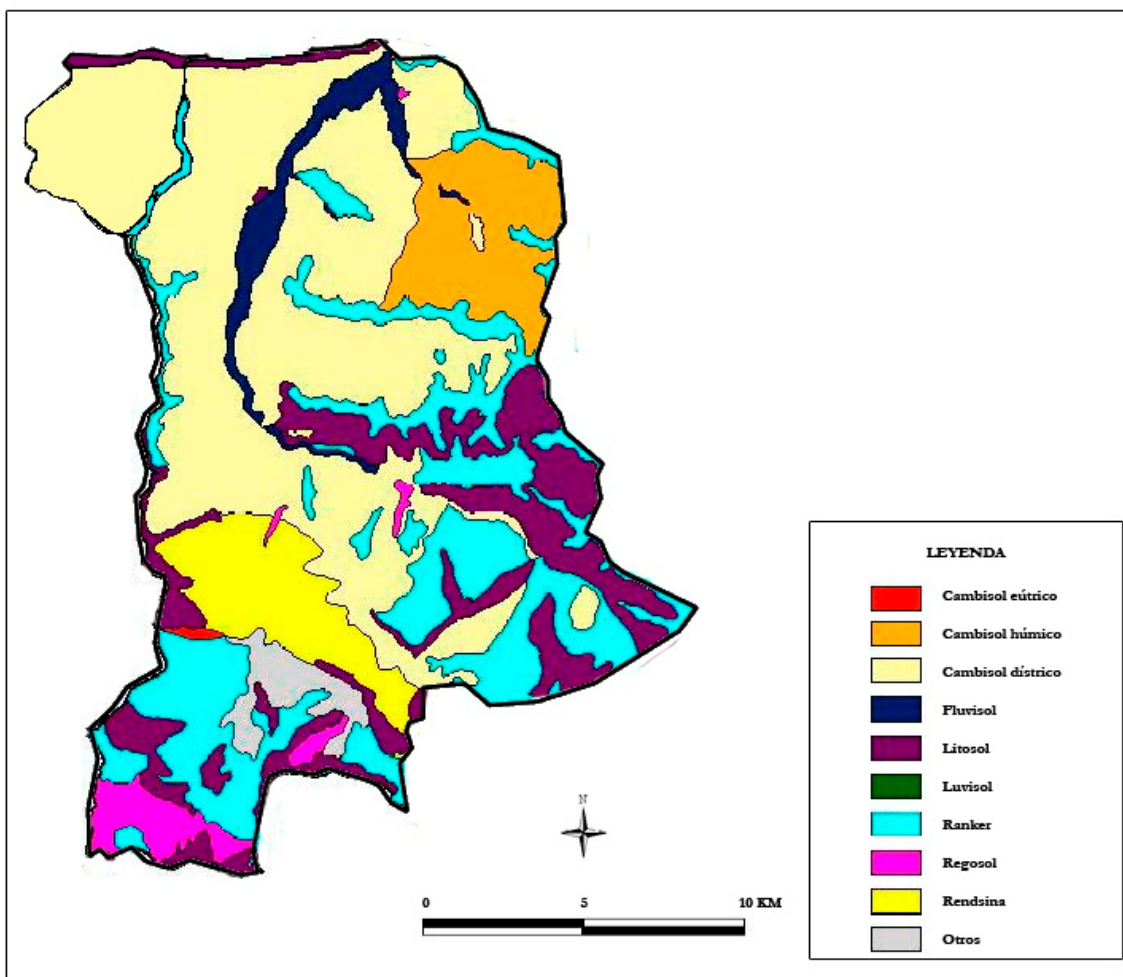 LEYENDA
Cambisol eútrico
Cambisol húmico
Cambisol dístrico
Fluvisol
Litosol
Luvisol
Ranker
Regosol
Rendsina
Otros
N
0 5 10 KM